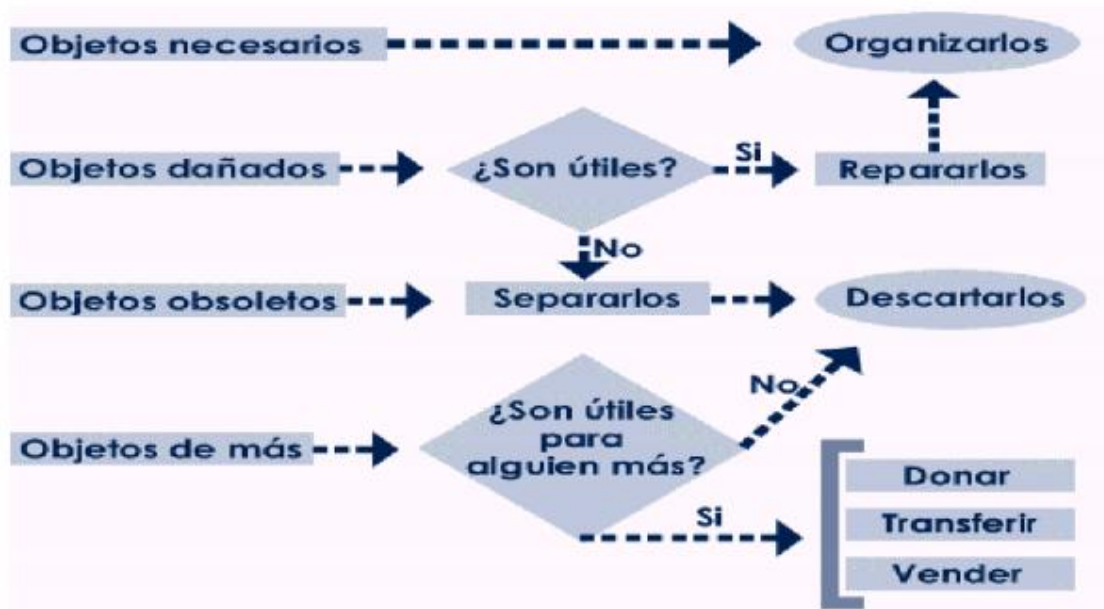 Objetos necesarios
Organizarlos
Objetos dañados
¿Son útiles?
Si
Repararlos
No
Objetos obsoletos
Separarlos
Descartarlos
Objetos de más
¿Son útiles
para
alguien más?
No
Si
Donar
Transferir
Vender